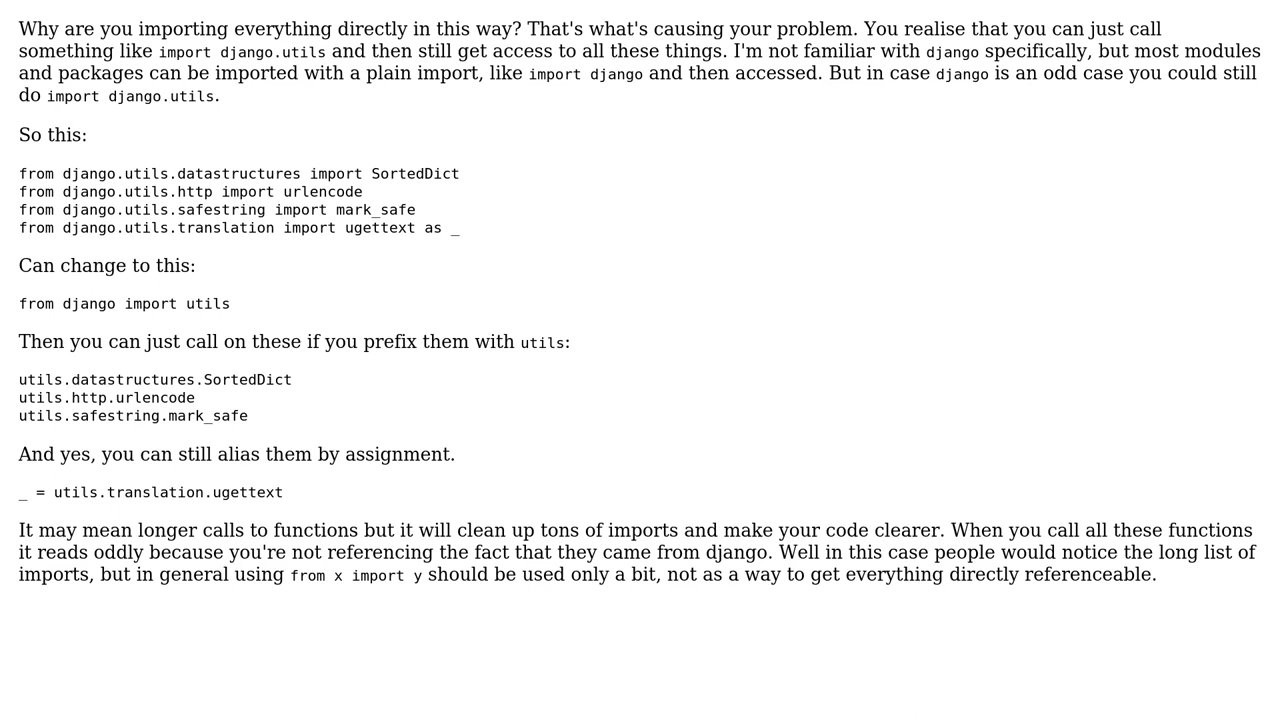 Why are you importing everything directly in this way? That's what's causing your problem. You realise that you can just call
something like import django.utils and then still get access to all these things. I'm not familiar with django specifically, but most modules
and packages can be imported with a plain import, like import django and then accessed. But in case django is an odd case you could still
do import django.utils.
So this:
from django.utils.datastructures import SortedDict
from django.utils.http import urlencode
from django.utils.safestring import mark_safe
from django.utils.translation import ugettext as _
Can change to this:
from django import utils
Then you can just call on these if you prefix them with utils:
utils.datastructures.SortedDict
utils.http.urlencode
utils.safestring.mark_safe
And yes, you can still alias them by assignment.
_ = utils.translation.ugettext
It may mean longer calls to functions but it will clean up tons of imports and make your code clearer. When you call all these functions
it reads oddly because you're not referencing the fact that they came from django. Well in this case people would notice the long list of
imports, but in general using from x import y should be used only a bit, not as a way to get everything directly referenceable.